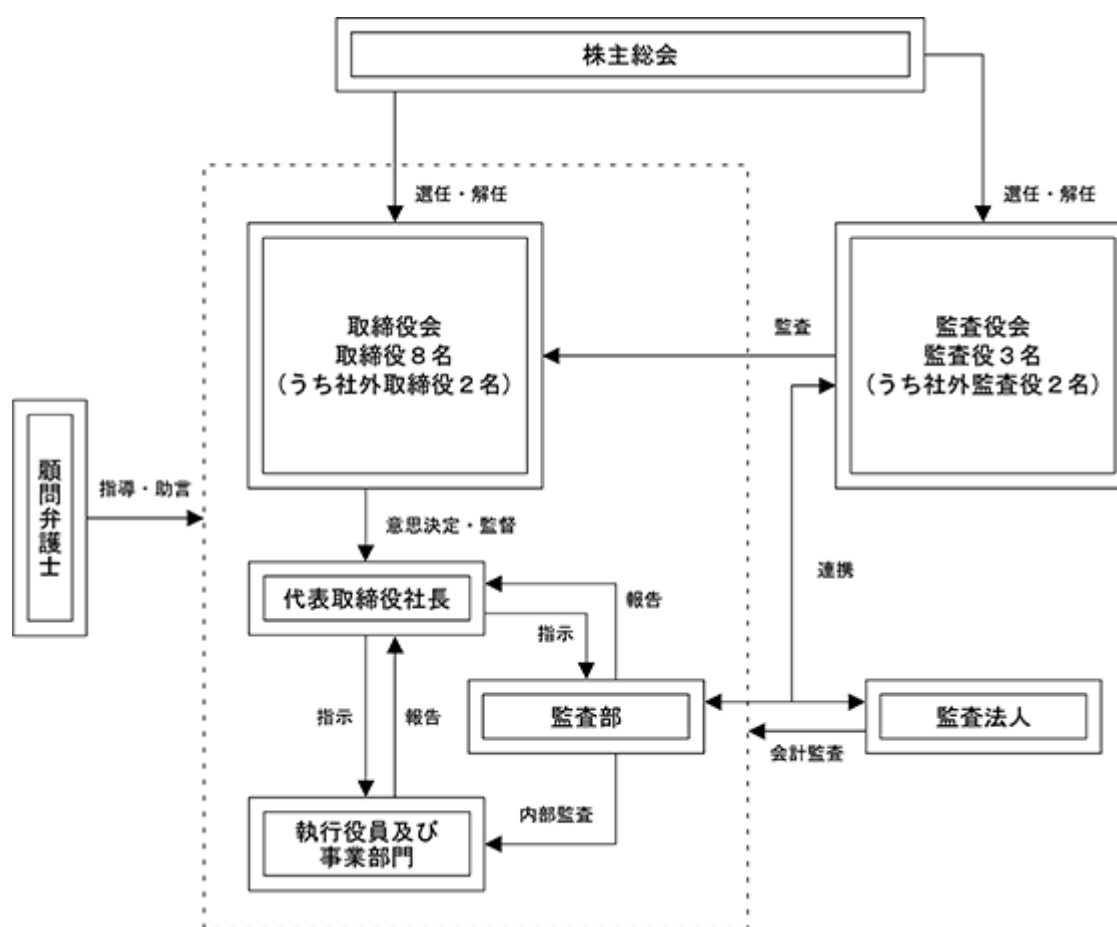 株主総会
選任・解任
選任・解任
取締役会
取締役８名
（うち社外取締役２名）
監査
監査役会
監査役３名
（うち社外監査役２名）
顧問弁護士
指導・助言
意思決定・監督
代表取締役社長
報告
指示
連携
監査部
監査法人
指示
報告
会計監査
内部監査
執行役員及び
事業部門